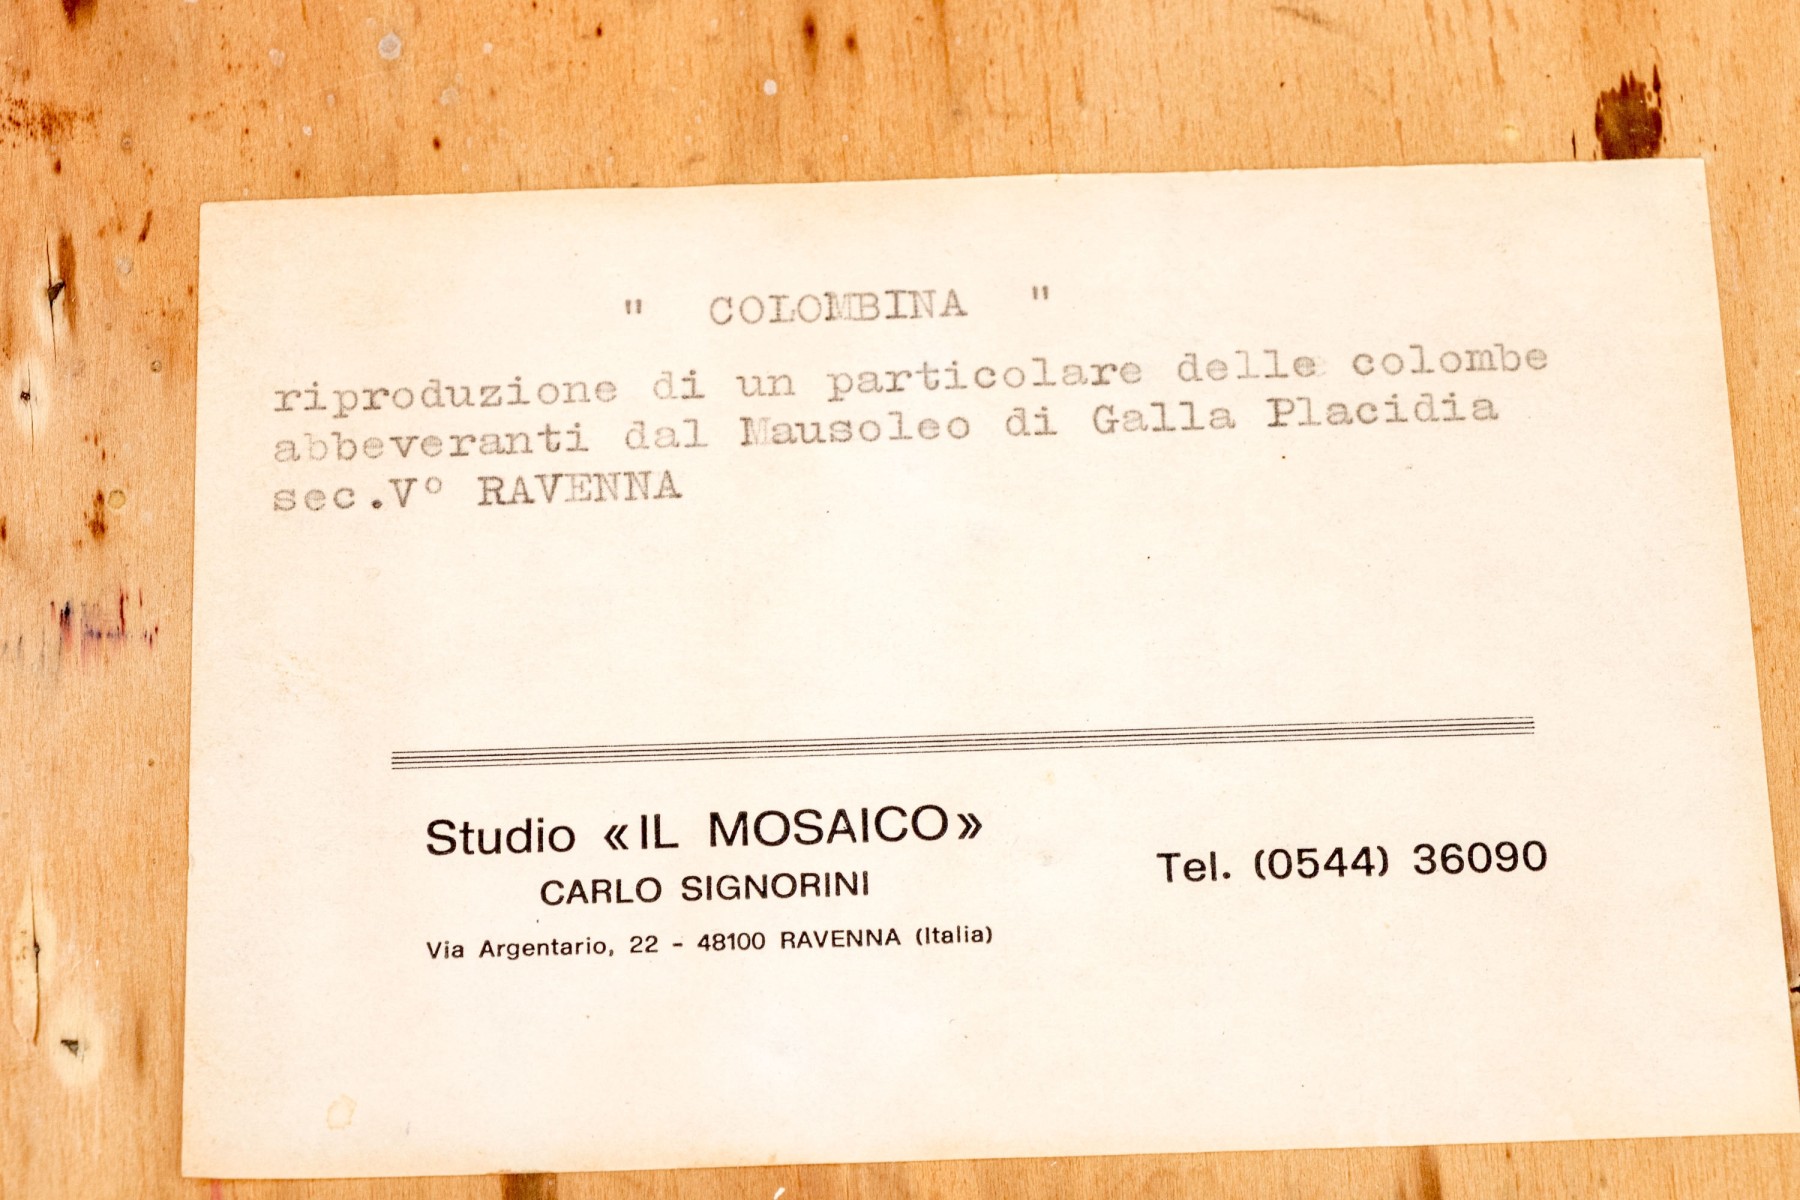 " COLOMBINA "
riproduzione di un particolare delle colombe
abbeveranti dal Mausoleo di Galla Placidia
sec.V° RAVENNA
Studio «IL MOSAICO»
CARLO SIGNORINI
Via Argentario, 22 - 48100 RAVENNA (Italia)
Tel. (0544) 36090